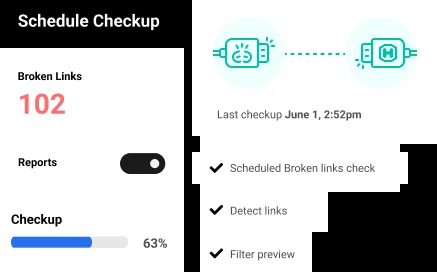 Schedule Checkup
Broken Links
102
Reports
Checkup
63%
Last checkup June 1, 2:52pm
Scheduled Broken links check
Detect links
Filter preview